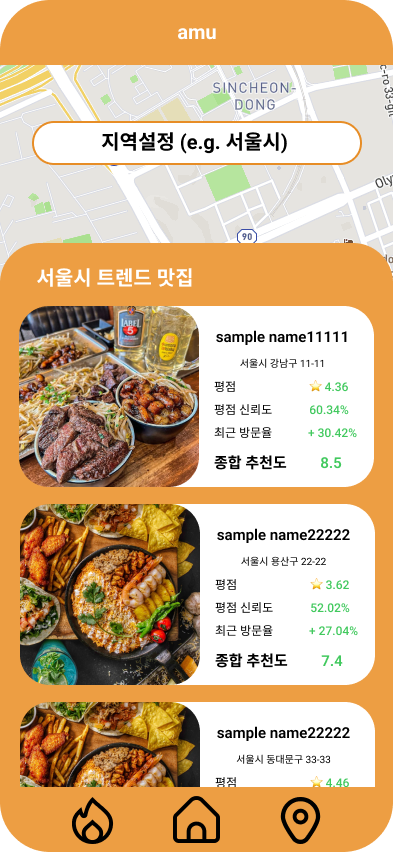 amu
SINCHEON-
DONG
지역설정 (e.g. 서울시)
90
서울시 트렌드 맛집
LABEL
5
sample name11111
서울시 강남구 11-11
평점 4.36
평점 신뢰도 60.34%
최근 방문율 + 30.42%
종합 추천도 8.5
sample name22222
서울시 용산구 22-22
평점 3.62
평점 신뢰도 52.02%
최근 방문율 + 27.04%
종합 추천도 7.4
sample name22222
서울시 동대문구 33-33
평점 4.46